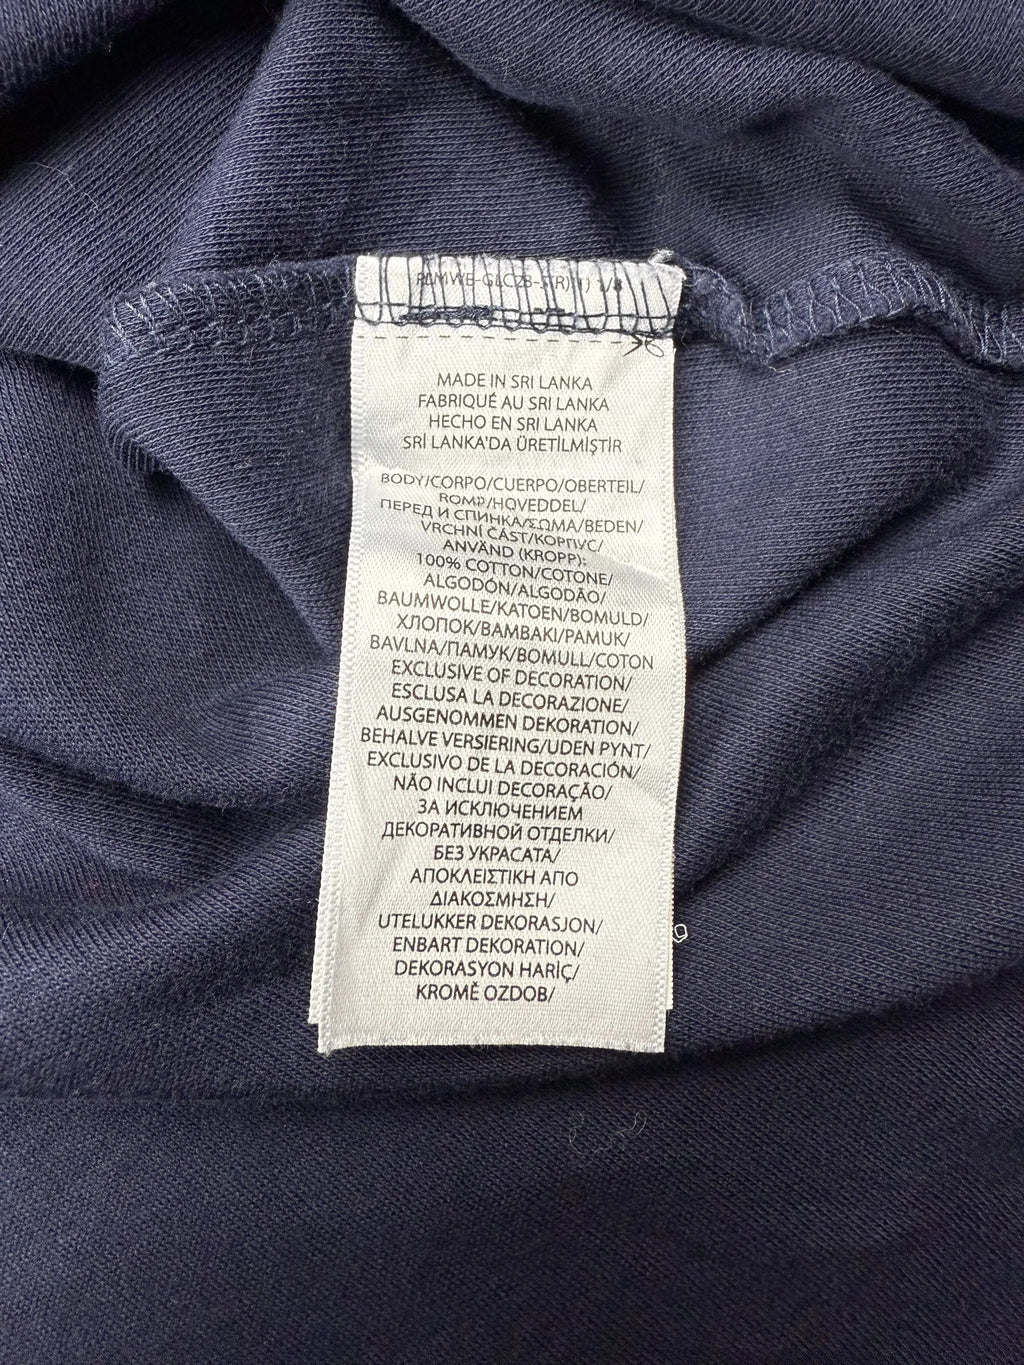 MADE IN SRI LANKA
FABRIQUÉ AU SRI LANKA
HECHO EN SRI LANKA
SRİ LANKA'DA ÜRETİLMİŞTİR
BODY/CORPO/CUERPO/OBERTEIL/
ROMP/HOVEDDEL/
ПЕРЕД И СПИНКА/ΣΩΜΑ/BEDEN/
VRCHNÍ ČÁST/КОРПУС/
ANVÄND (KROPP):
100% COTTON/COTONE/
ALGODÓN/ALGODÃO/
BAUMWOLLE/KATOEN/BOMULD/
ХЛОПОК/ΒΑΜΒΑΚΙ/PAMUK/
BAVLNA/ПАМУК/BOMULL/COTON
EXCLUSIVE OF DECORATION/
ESCLUSA LA DECORAZIONE/
AUSGENOMMEN DEKORATION/
BEHALVE VERSIERING/UDEN PYNT/
EXCLUSIVO DE LA DECORACIÓN/
NÃO INCLUI DECORAÇÃO/
ЗА ИСКЛЮЧЕНИЕМ
ДЕКОРАТИВНОЙ ОТДЕЛКИ/
БЕЗ УКРАСАТА/
ΑΠΟΚΛΕΙΣΤΙΚΗ ΑΠΟ
ΔΙΑΚΟΣΜΗΣΗ/
UTELUKKER DEKORASJON/
ENBART DEKORATION/
DEKORASYON HARİÇ/
KROMĚ OZDOB/